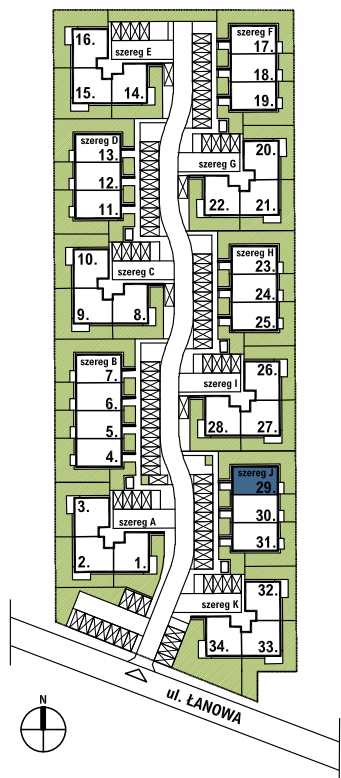 16.
szereg E
15.
14.
szereg F
17.
18.
19.
szereg D
13.
12.
11.
szereg G
20.
22.
21.
10.
szereg C
9.
8.
szereg H
23.
24.
25.
szereg B
7.
6.
5.
4.
26.
szereg I
28.
27.
3.
szereg A
2.
1.
szereg J
29.
30.
31.
32.
szereg K
34.
33.
ul. ŁANOWA
N